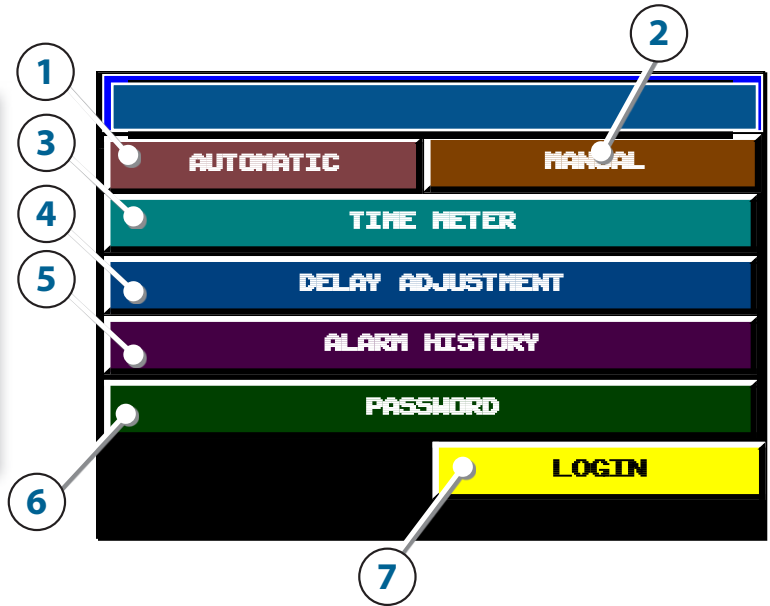 2
1
3
AUTOMATIC
MANUAL
4
TIME METER
5
DELAY ADJUSTMENT
ALARM HISTORY
PASSWORD
LOGIN
6
7